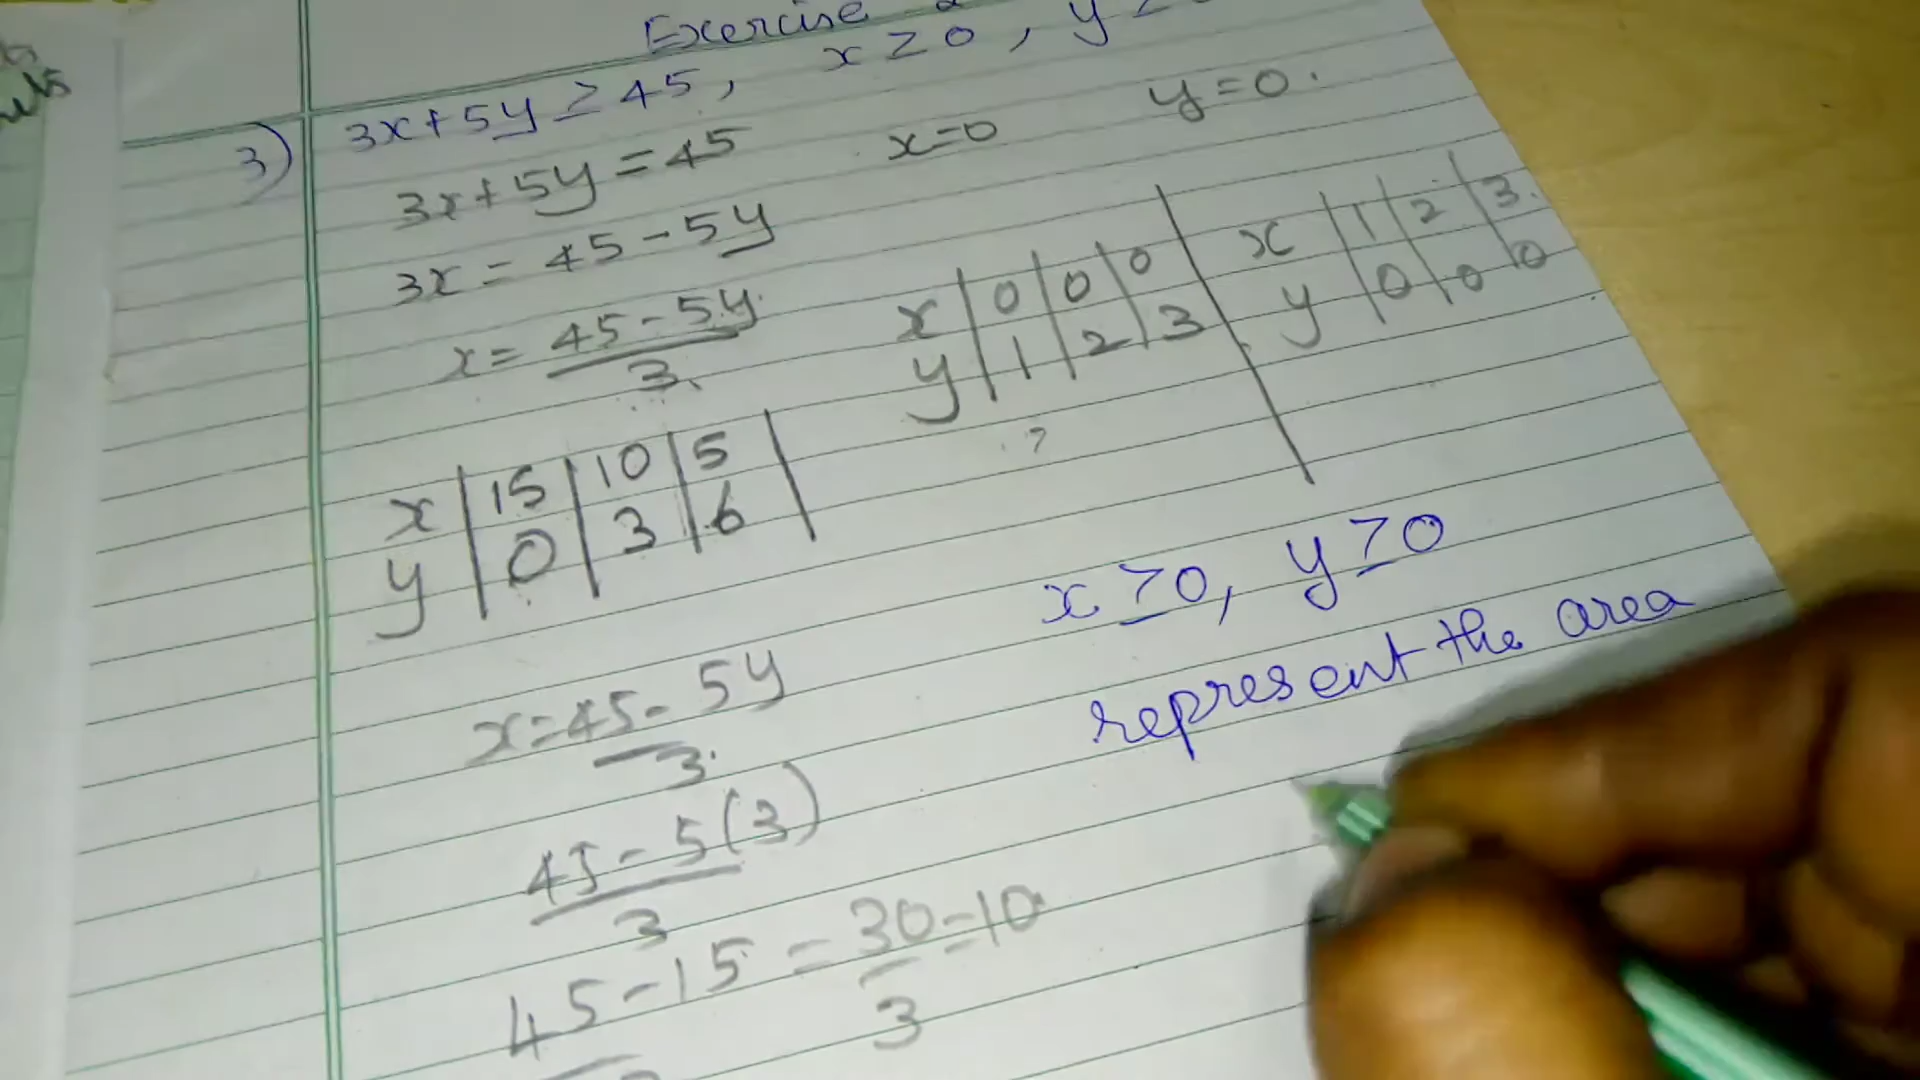 Exercise
3) 3x+5y ≥ 45, x ≥ 0, y ≥
3x+5y = 45
x=0
y=0.
3x = 45-5y
x = 45-5y/3
x | 0 | 0 | 0
y | 1 | 2 | 3
x | 1 | 2 | 3
y | 0 | 0 | 0
x | 15 | 10 | 5
y | 0 | 3 | 6
?
x ≥ 0, y ≥ 0
represent the area
x = 45-5y/3
45-5(3)/3
45-15 = 30/3 = 10